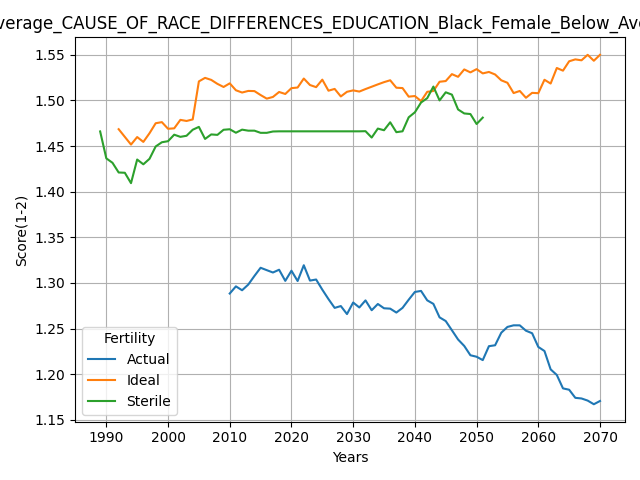 verage_CAUSE_OF_RACE_DIFFERENCES_EDUCATION_Black_Female_Below_Ave
1.55
1.50
1.45
1.40
1.35
1.30
1.25
1.20
1.15
Score(1-2)
Fertility
Actual
Ideal
Sterile
1990 2000 2010 2020 2030 2040 2050 2060 2070
Years